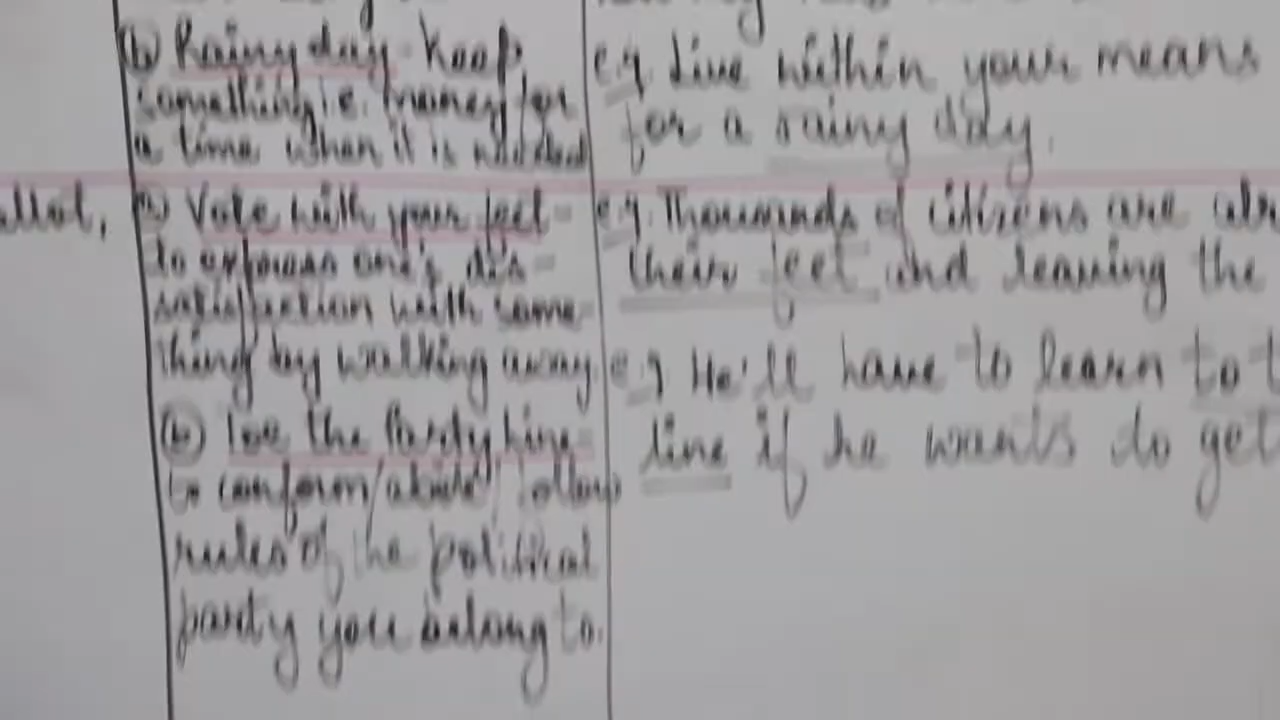 (b) Rainy day- Keep
something i.e. money for
a time when it is needed
e.g. Live within your means
for a rainy day.
(a) Vote with your feet-
to express one's dis-
satisfaction with some-
thing by walking away.
(b) Toe the Party Line-
to conform/abide/follow
rules of the political
party you belong to.
e.g. Thousands of citizens are
their feet and leaving the
e.g He'll have to learn to
line if he wants to get